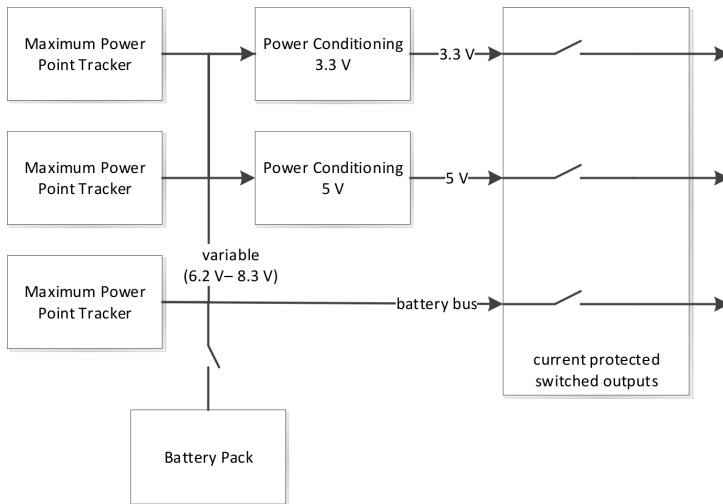 Maximum Power
Point Tracker
Power Conditioning
3.3 V
3.3 V
Maximum Power
Point Tracker
Power Conditioning
5 V
5 V
variable
(6.2 V– 8.3 V)
Maximum Power
Point Tracker
battery bus
current protected
switched outputs
Battery Pack